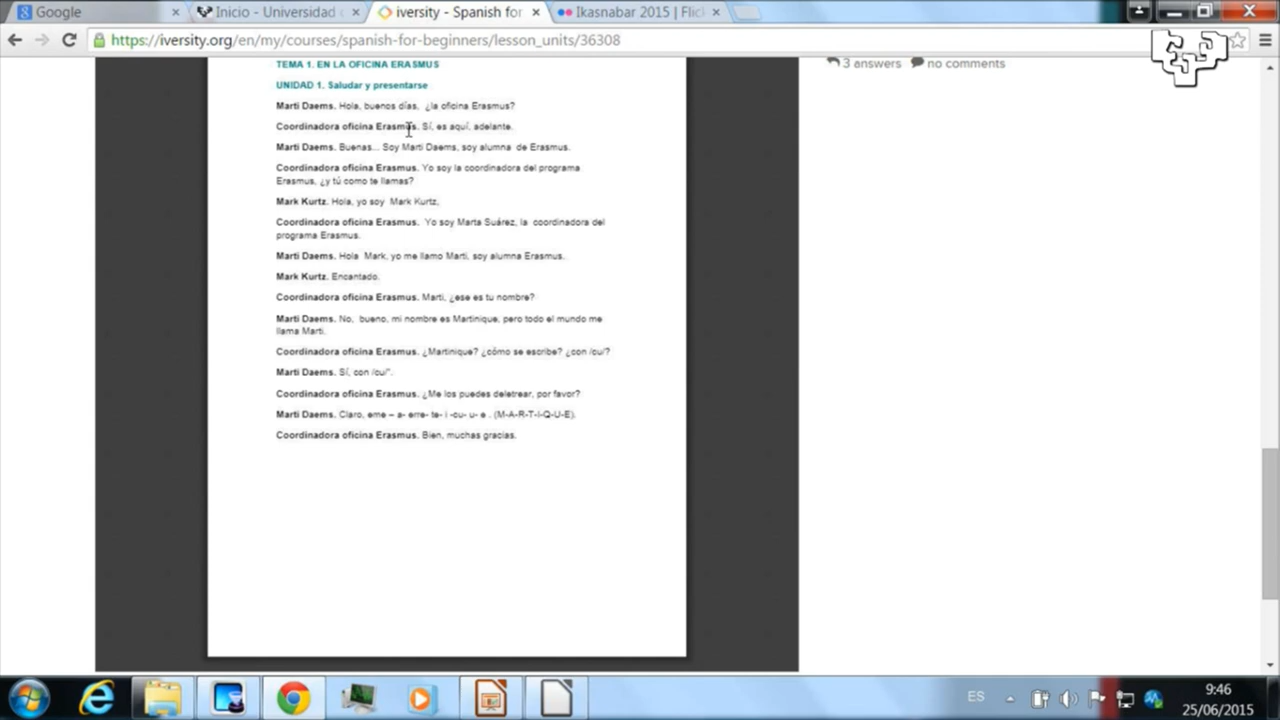 Google
Inicio - Universidad
iversity - Spanish for
Ikasnabar 2015 | Flic
https://iversity.org/en/my/courses/spanish-for-beginners/lesson_units/36308
3 answers no comments
TEMA 1. EN LA OFICINA ERASMUS
UNIDAD 1. Saludar y presentarse
Marti Daems. Hola, buenos días, ¿la oficina Erasmus?
Coordinadora oficina Erasmus. Sí, es aquí, adelante.
Marti Daems. Buenas... Soy Marti Daems, soy alumna de Erasmus.
Coordinadora oficina Erasmus. Yo soy la coordinadora del programa
Erasmus, ¿y tú como te llamas?
Mark Kurtz. Hola, yo soy Mark Kurtz.
Coordinadora oficina Erasmus. Yo soy Marta Suárez, la coordinadora del
programa Erasmus.
Marti Daems. Hola Mark, yo me llamo Marti, soy alumna Erasmus.
Mark Kurtz. Encantado.
Coordinadora oficina Erasmus. Marti, ¿ese es tu nombre?
Marti Daems. No, bueno, mi nombre es Martinique, pero todo el mundo me
llama Marti.
Coordinadora oficina Erasmus. ¿Martinique? ¿cómo se escribe? ¿con /cu/?
Marti Daems. Sí, con /cu/".
Coordinadora oficina Erasmus. ¿Me los puedes deletrear, por favor?
Marti Daems. Claro, eme – a- erre- te- i -cu- u- e . (M-A-R-T-I-Q-U-E).
Coordinadora oficina Erasmus. Bien, muchas gracias.
ES
9:46
25/06/2015